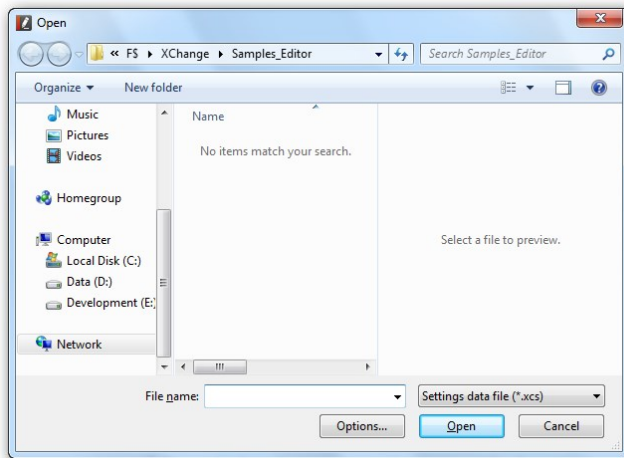 Open
« F$ ▸ XChange ▸ Samples_Editor
Search Samples_Editor
Organize
New folder
Music
Pictures
Videos
Homegroup
Computer
Local Disk (C:)
Data (D:)
Development (E:
Network
Name
No items match your search.
Select a file to preview.
File name:
Settings data file (*.xcs)
Options...
Open
Cancel